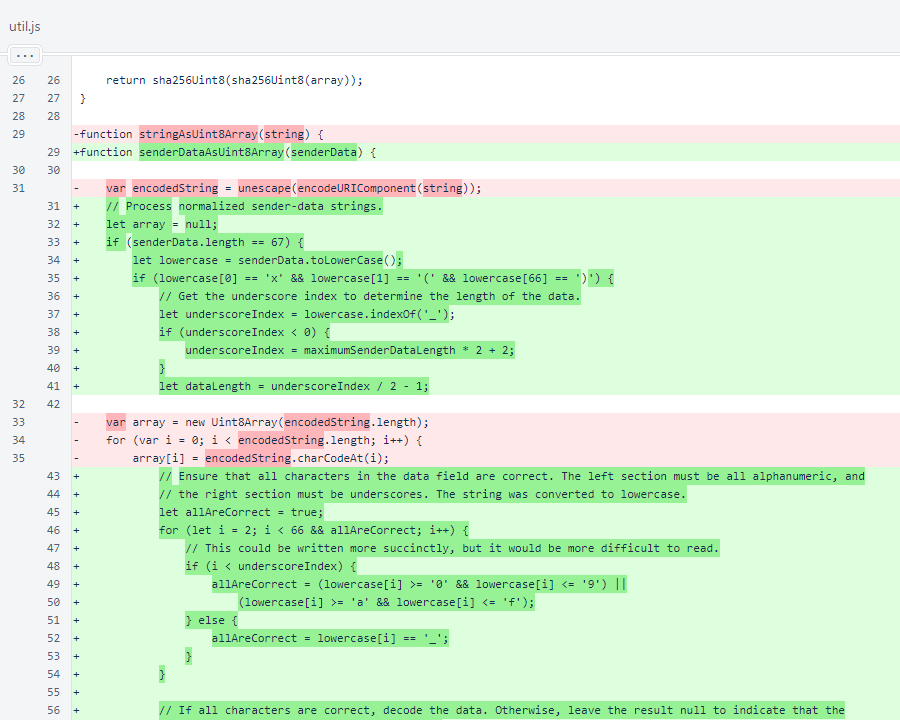 util.js
...
26 26 return sha256Uint8(sha256Uint8(array));
27 27 }
28 28
29 -function stringAsUint8Array(string) {
29 +function senderDataAsUint8Array(senderData) {
30 30
31 - var encodedString = unescape(encodeURIComponent(string));
31 + // Process normalized sender-data strings.
32 + let array = null;
33 + if (senderData.length == 67) {
34 + let lowercase = senderData.toLowerCase();
35 + if (lowercase[0] == 'x' && lowercase[1] == '(' && lowercase[66] == ')') {
36 + // Get the underscore index to determine the length of the data.
37 + let underscoreIndex = lowercase.indexOf('_');
38 + if (underscoreIndex < 0) {
39 + underscoreIndex = maximumSenderDataLength * 2 + 2;
40 + }
41 + let dataLength = underscoreIndex / 2 - 1;
32 42
33 - var array = new Uint8Array(encodedString.length);
34 - for (var i = 0; i < encodedString.length; i++) {
35 - array[i] = encodedString.charCodeAt(i);
43 + // Ensure that all characters in the data field are correct. The left section must be all alphanumeric, and
44 + // the right section must be underscores. The string was converted to lowercase.
45 + let allAreCorrect = true;
46 + for (let i = 2; i < 66 && allAreCorrect; i++) {
47 + // This could be written more succinctly, but it would be more difficult to read.
48 + if (i < underscoreIndex) {
49 + allAreCorrect = (lowercase[i] >= '0' && lowercase[i] <= '9') ||
50 + (lowercase[i] >= 'a' && lowercase[i] <= 'f');
51 + } else {
52 + allAreCorrect = lowercase[i] == '_';
53 + }
54 + }
55 +
56 + // If all characters are correct, decode the data. Otherwise, leave the result null to indicate that the